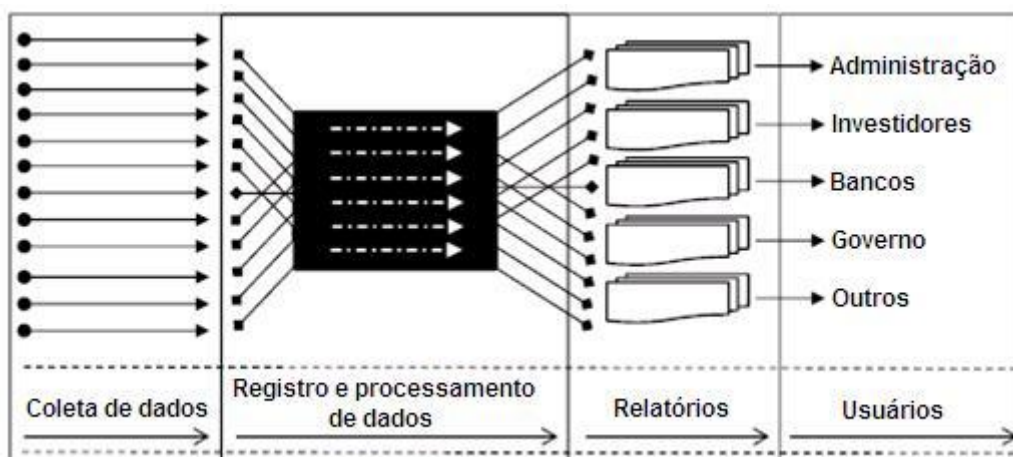 Administração
Investidores
Bancos
Governo
Outros
Coleta de dados
Registro e processamento
de dados
Relatórios
Usuários